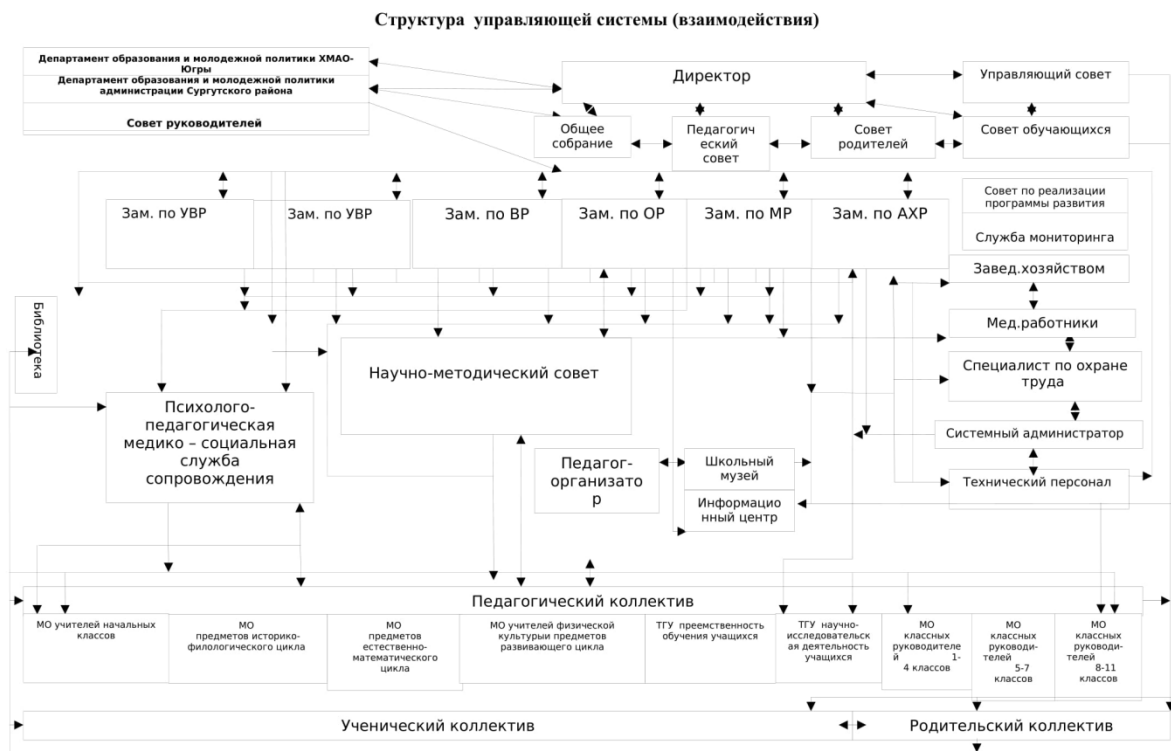 Структура управляющей системы (взаимодействия)
Департамент образования и молодежной политики ХМАО-
Югры
Департамент образования и молодежной политики
администрации Сургутского района
Совет руководителей
Директор
Управляющий совет
Общее
собрание
Педагогич
еский
совет
Совет
родителей
Совет обучающихся
Зам. по УВР
Зам. по УВР
Зам. по ВР
Зам. по ОР
Зам. по МР
Зам. по АХР
Совет по реализации
программы развития
Служба мониторинга
Завед.хозяйством
Библиотека
Мед.работники
Научно-методический совет
Специалист по охране
труда
Психолого-
педагогическая
медико – социальная
служба
сопровождения
Системный администратор
Педагог-
организато
р
Школьный
музей
Информацио
нный центр
Технический персонал
Педагогический коллектив
МО учителей начальных
классов
МО
предметов историко-
филологического цикла
МО
предметов
естественно-
математического
цикла
МО учителей физической
культурыи предметов
развивающего цикла
ТГУ преемственность
обучения учащихся
ТГУ научно-
исследовательск
ая деятельность
учащихся
МО
классных
руководителе
й 1-
4 классов
МО
классных
руководи-
телей
5-7
классов
МО
классных
руководи-
телей
8-11
классов
Ученический коллектив
Родительский коллектив